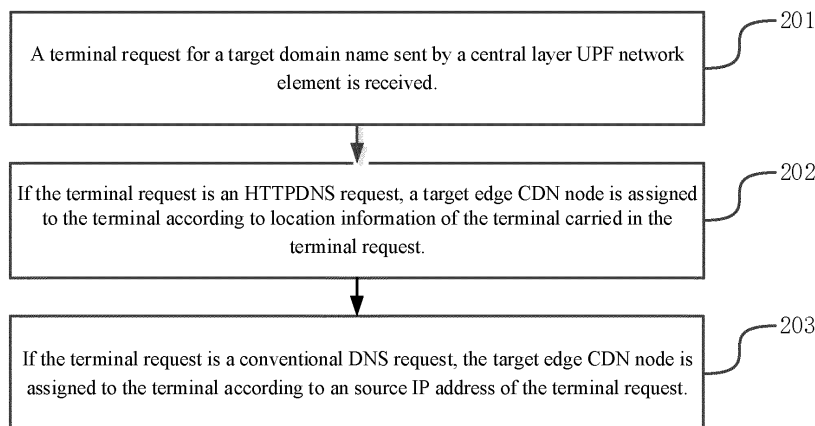 A terminal request for a target domain name sent by a central layer UPF network
element is received.
201
If the terminal request is an HTTPDNS request, a target edge CDN node is assigned
to the terminal according to location information of the terminal carried in the
terminal request.
202
If the terminal request is a conventional DNS request, the target edge CDN node is
assigned to the terminal according to an source IP address of the terminal request.
203